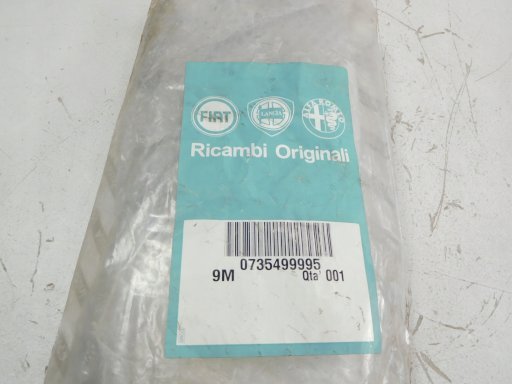 FIAT LANCIA ALFA ROMEO
Ricambi Originali
0735499995
9M Qta' 001